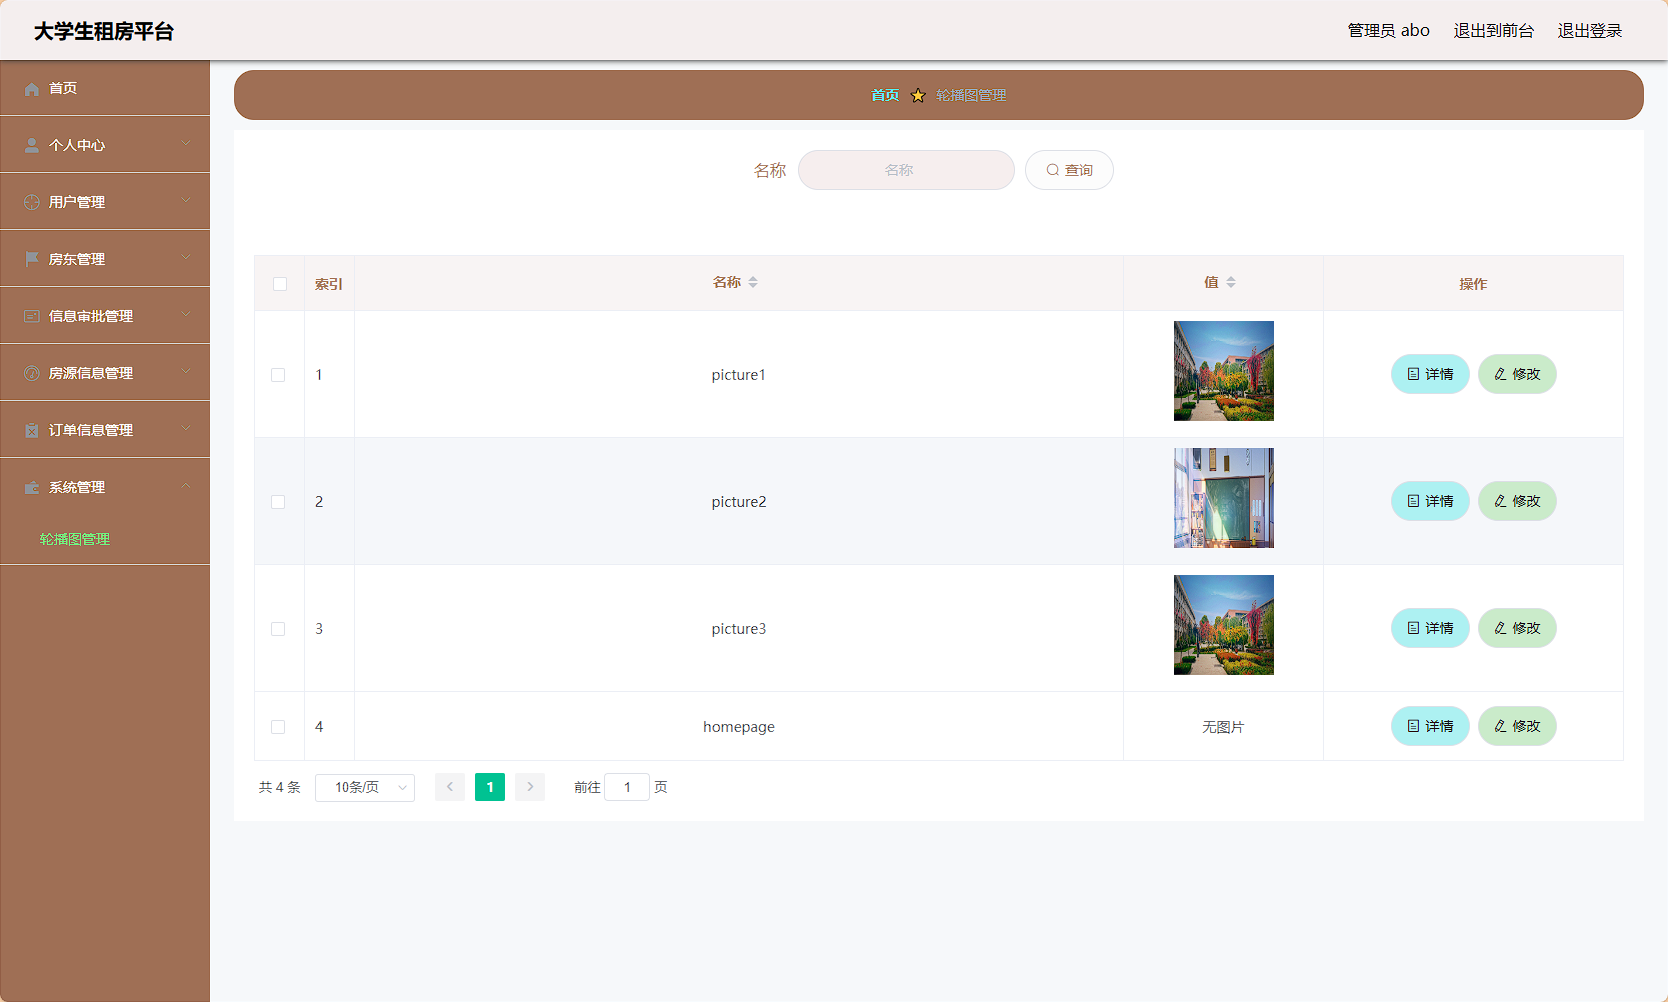 大学生租房平台
管理员 abo 退出到前台 退出登录
首页
个人中心
用户管理
房东管理
信息审批管理
房源信息管理
订单信息管理
系统管理
轮播图管理
首页 轮播图管理
名称 名称 查询
索引 名称 值 操作
1 picture1 详情 修改
2 picture2 详情 修改
3 picture3 详情 修改
4 homepage 无图片 详情 修改
共 4 条 10条/页 1 前往 1 页